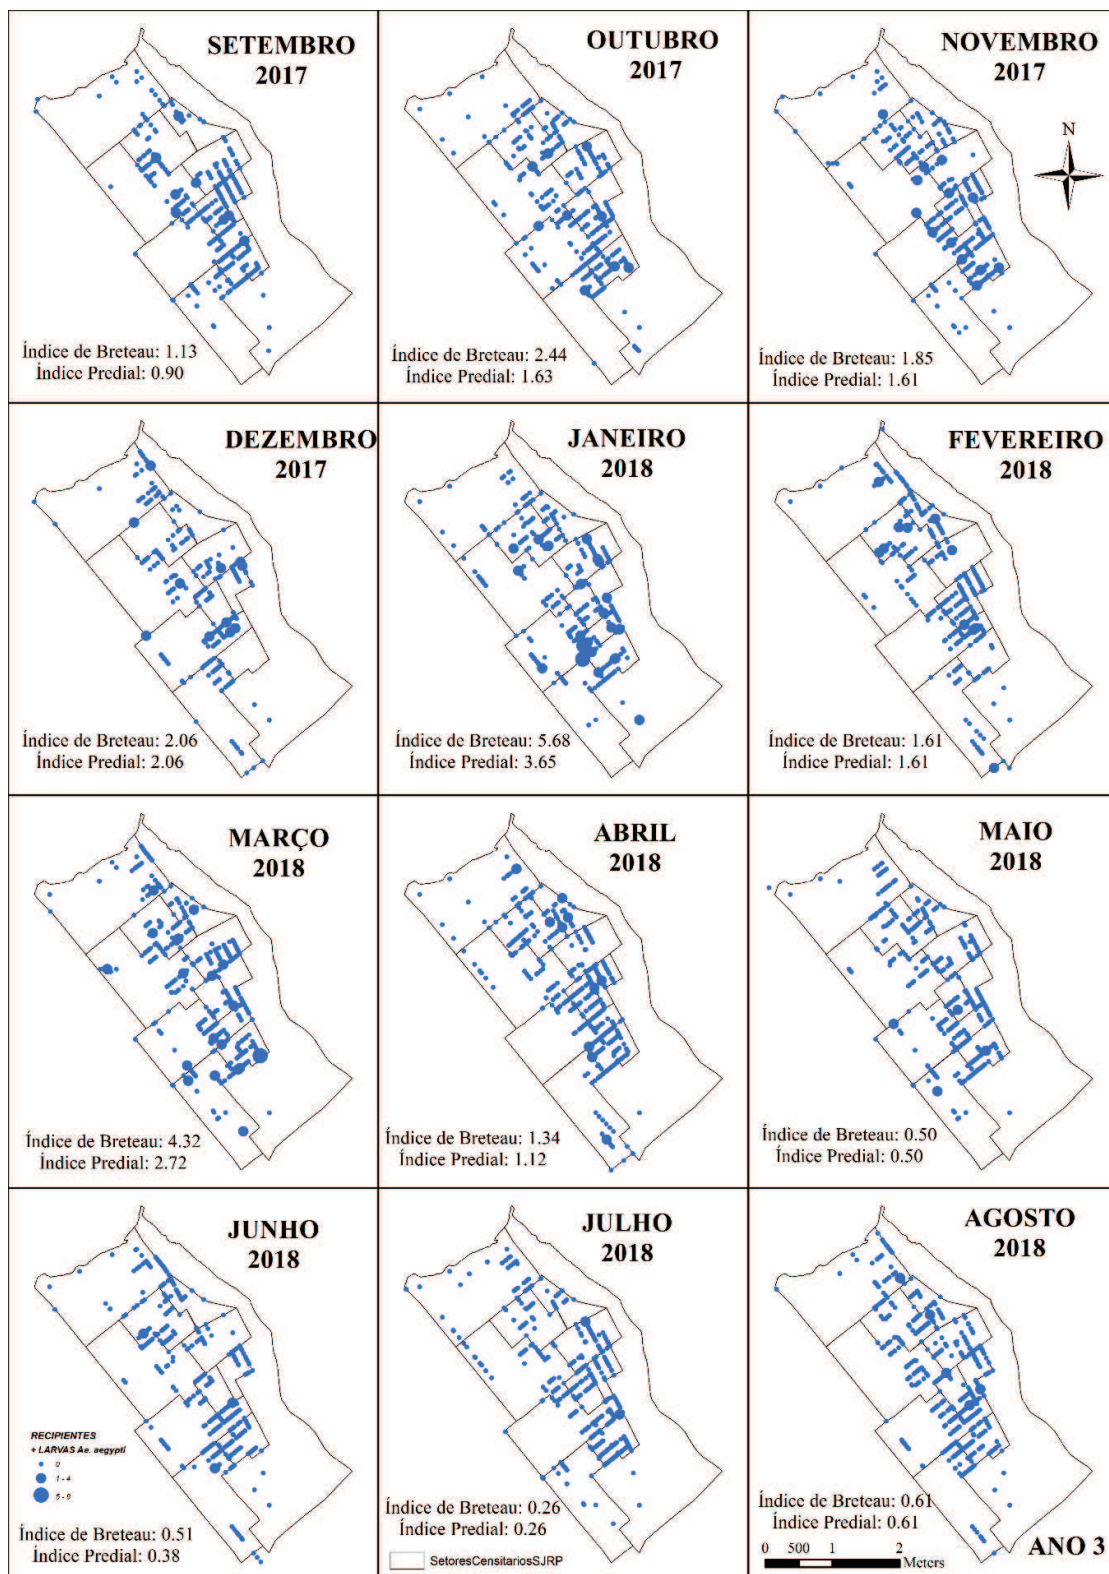 SETEMBRO
2017
Índice de Breteau: 1.13
Índice Predial: 0.90
OUTUBRO
2017
Índice de Breteau: 2.44
Índice Predial: 1.63
NOVEMBRO
2017
N
Índice de Breteau: 1.85
Índice Predial: 1.61
DEZEMBRO
2017
Índice de Breteau: 2.06
Índice Predial: 2.06
JANEIRO
2018
Índice de Breteau: 5.68
Índice Predial: 3.65
FEVEREIRO
2018
Índice de Breteau: 1.61
Índice Predial: 1.61
MARÇO
2018
Índice de Breteau: 4.32
Índice Predial: 2.72
ABRIL
2018
Índice de Breteau: 1.34
Índice Predial: 1.12
MAIO
2018
Índice de Breteau: 0.50
Índice Predial: 0.50
JUNHO
2018
RECIPIENTES
+ LARVAS Ae. aegypti
0
1 - 4
Índice de Breteau: 0.51
Índice Predial: 0.38
JULHO
2018
Índice de Breteau: 0.26
Índice Predial: 0.26
SetoresCensitariosSJRP
AGOSTO
2018
Índice de Breteau: 0.61
Índice Predial: 0.61
0 500 1 2
Meters
ANO 3